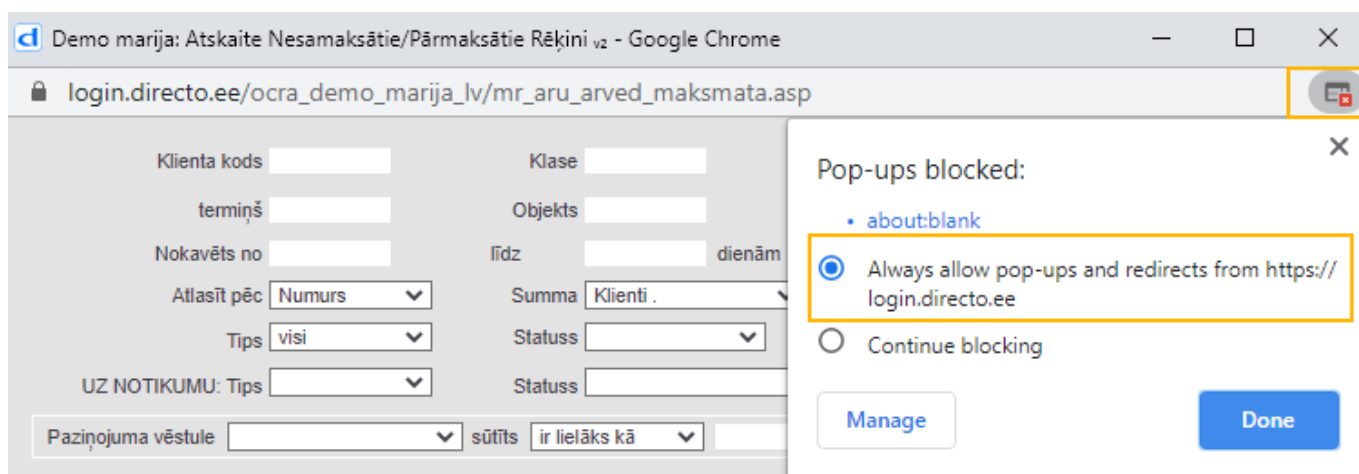 Demo marija: Atskaite Nesamaksātie/Pārmaksātie Rēķini v2 - Google Chrome
login.directo.ee/ocra_demo_marija_lv/mr_aru_arved_maksmata.asp
Klienta kods Klase
termiņš Objekts
Nokavēts no līdz dienām
Atlasīt pēc Numurs Summa Klienti .
Tips visi Statuss
UZ NOTIKUMU: Tips Statuss
Paziņojuma vēstule sūtīts ir lielāks kā
Pop-ups blocked:
• about:blank
Always allow pop-ups and redirects from https://
login.directo.ee
Continue blocking
Manage Done